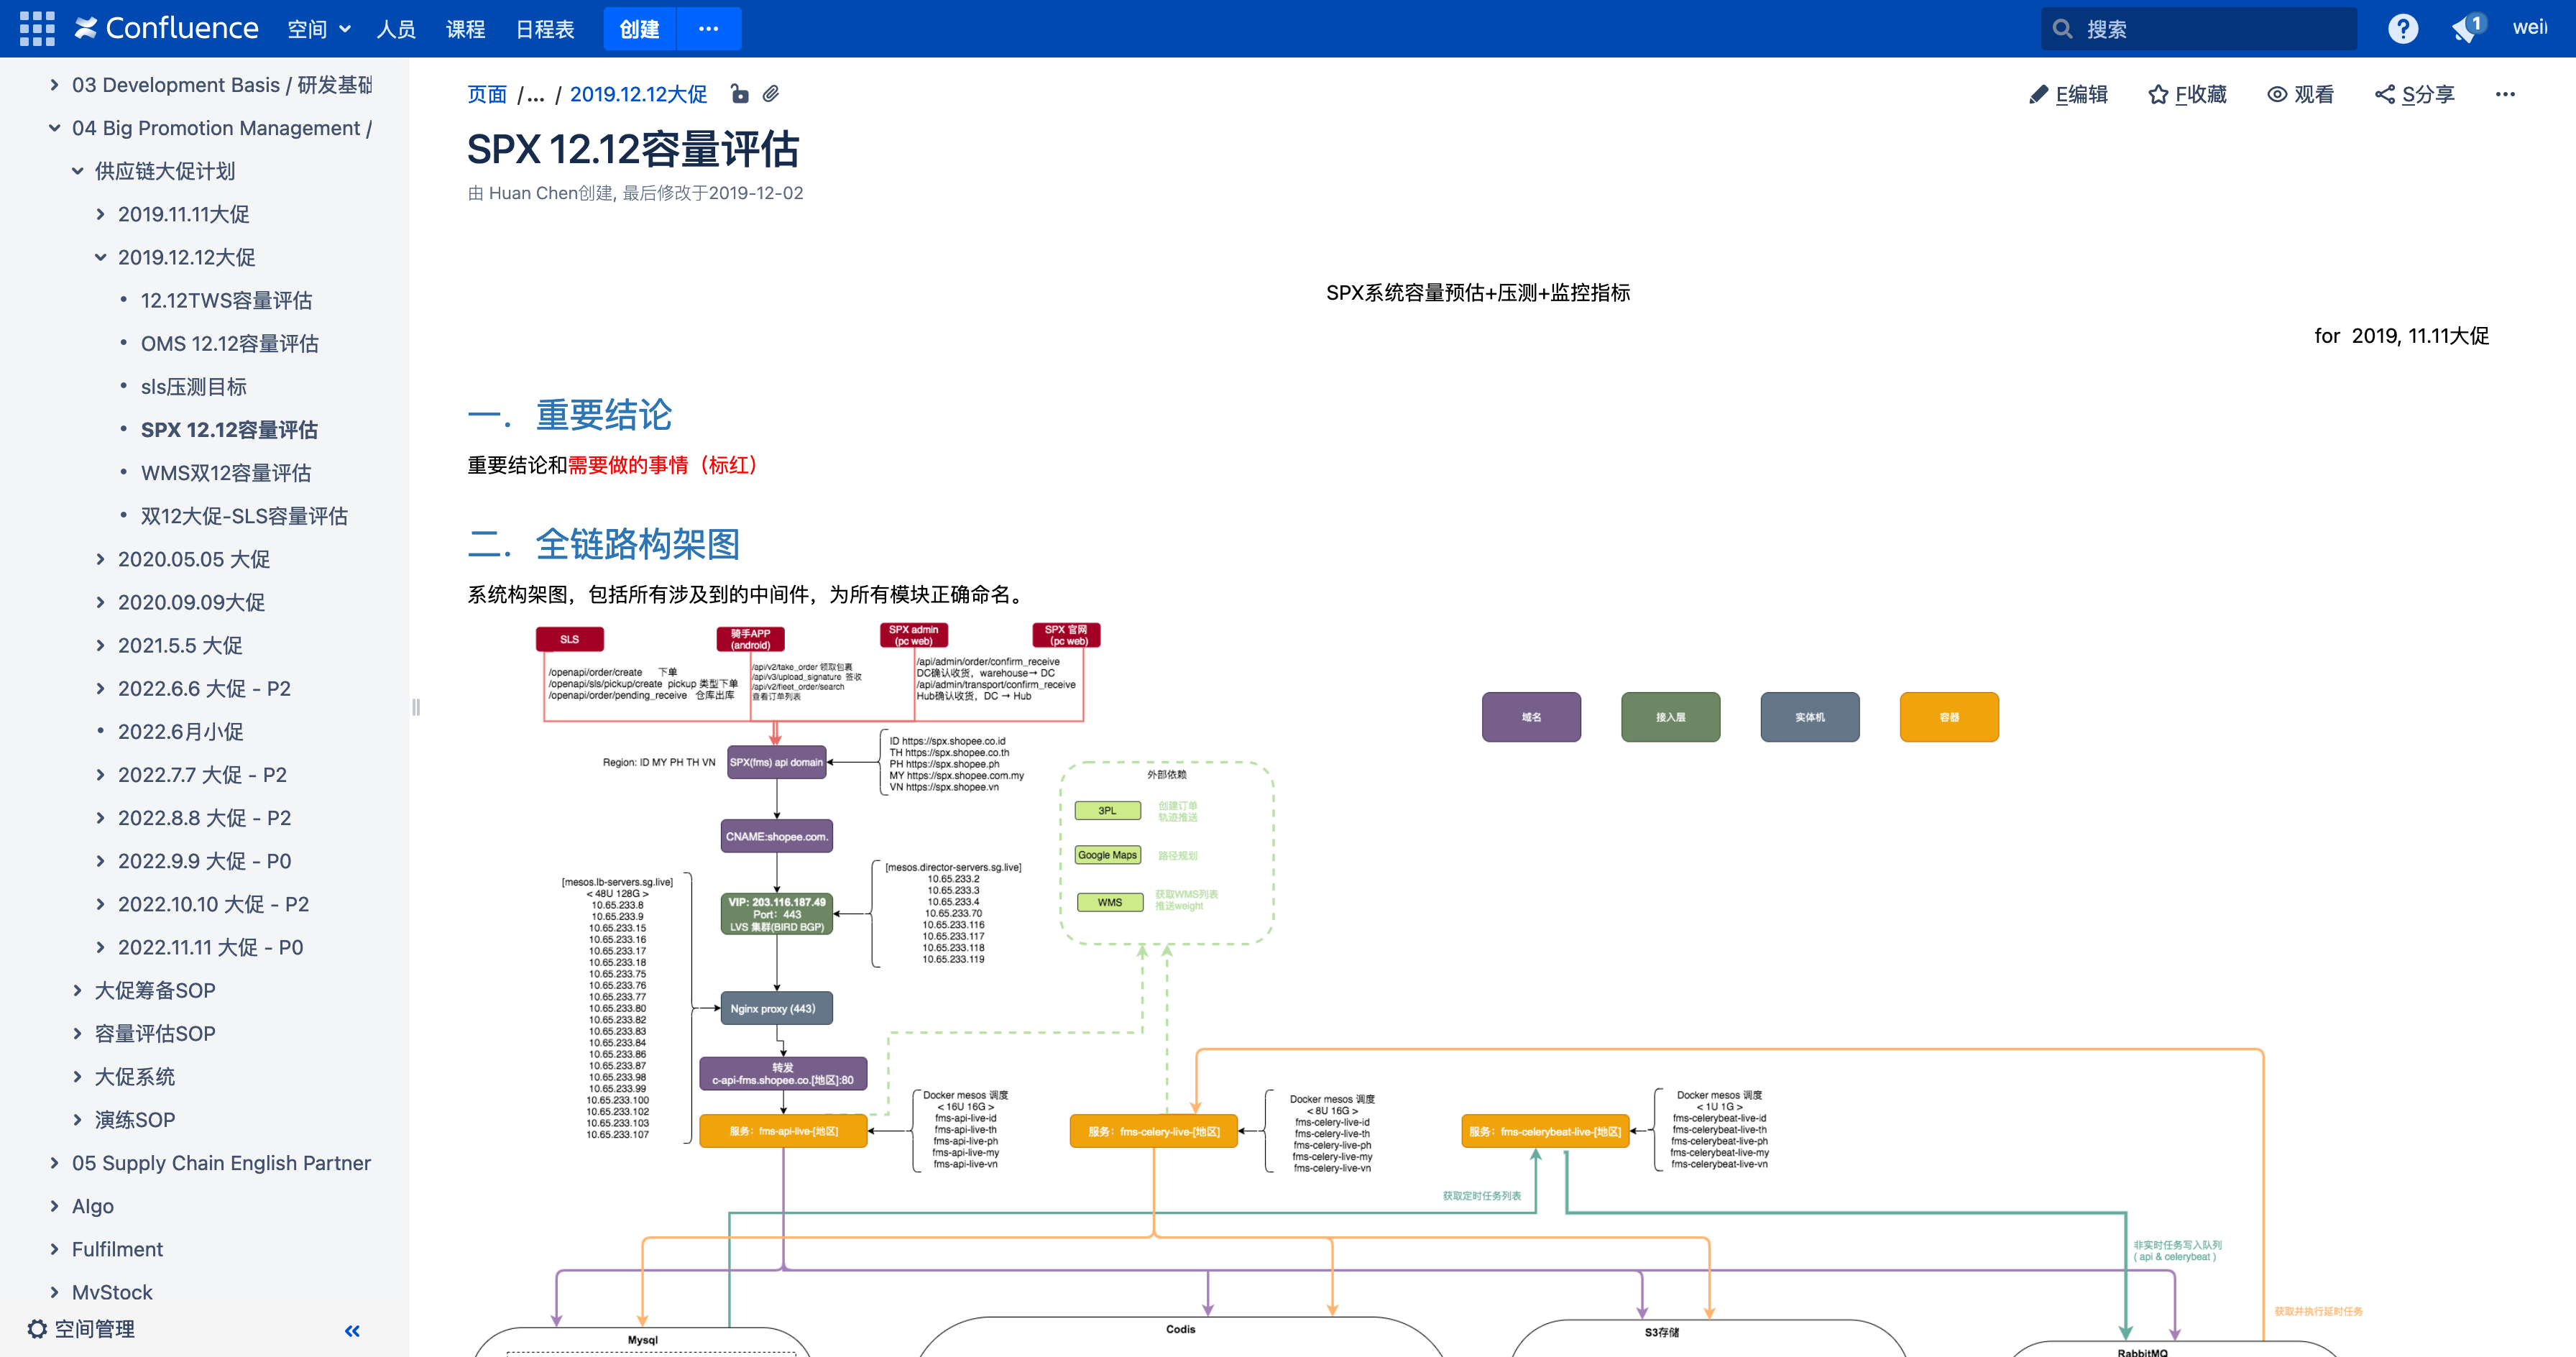 Confluence 空间 人员 课程 日程表 创建 ··· 搜索 ? 1
03 Development Basis / 研发基础
04 Big Promotion Management /
供应链大促计划
2019.11.11大促
2019.12.12大促
12.12TWS容量评估
OMS 12.12容量评估
sls压测目标
SPX 12.12容量评估
WMS双12容量评估
双12大促-SLS容量评估
2020.05.05 大促
2020.09.09大促
2021.5.5 大促
2022.6.6 大促 - P2
2022.6月小促
2022.7.7 大促 - P2
2022.8.8 大促 - P2
2022.9.9 大促 - P0
2022.10.10 大促 - P2
2022.11.11 大促 - P0
大促筹备SOP
容量评估SOP
大促系统
演练SOP
05 Supply Chain English Partner
Algo
Fulfilment
MvStock
空间管理 «
页面 /... / 2019.12.12大促
E编辑 F收藏 观看 S分享 ···
SPX 12.12容量评估
由 Huan Chen创建, 最后修改于2019-12-02
SPX系统容量预估+压测+监控指标
for 2019, 11.11大促
一．重要结论
重要结论和需要做的事情（标红）
二．全链路构架图
系统构架图，包括所有涉及到的中间件，为所有模块正确命名。
SLS
/openapi/order/create 下单
/openapi/sls/pickup/create pickup 类型下单
/openapi/order/pending_receive 仓库出库
骑手APP
(android)
/api/v2/take_order 领取包裹
/api/v3/upload_signature 签收
/api/v2/fleet_order/search
查看订单列表
SPX admin
(pc web)
/api/admin/order/confirm_receive
DC确认收货，warehouse→ DC
/api/admin/transport/confirm_receive
Hub确认收货，DC → Hub
SPX 官网
(pc web)
域名
接入层
实体机
容器
Region: ID MY PH TH VN
SPX(fms) api domain
ID https://spx.shopee.co.id
TH https://spx.shopee.co.th
PH https://spx.shopee.ph
MY https://spx.shopee.com.my
VN https://spx.shopee.vn
CNAME:shopee.com.
外部依赖
3PL
创建订单
轨迹推送
Google Maps
路径规划
WMS
获取WMS列表
推送weight
[mesos.lb-servers.sg.live]
< 48U 128G >
10.65.233.8
10.65.233.9
10.65.233.15
10.65.233.16
10.65.233.17
10.65.233.18
10.65.233.75
10.65.233.76
10.65.233.77
10.65.233.80
10.65.233.82
10.65.233.83
10.65.233.84
10.65.233.86
10.65.233.87
10.65.233.98
10.65.233.99
10.65.233.100
10.65.233.102
10.65.233.103
10.65.233.107
VIP: 203.116.187.49
Port： 443
LVS 集群(BIRD BGP)
[mesos.director-servers.sg.live]
10.65.233.2
10.65.233.3
10.65.233.4
10.65.233.70
10.65.233.116
10.65.233.117
10.65.233.118
10.65.233.119
Nginx proxy (443)
转发
c-api-fms.shopee.co.[地区]:80
服务：fms-api-live-[地区]
Docker mesos 调度
< 16U 16G >
fms-api-live-id
fms-api-live-th
fms-api-live-ph
fms-api-live-my
fms-api-live-vn
服务：fms-celery-live-[地区]
Docker mesos 调度
< 8U 16G >
fms-celery-live-id
fms-celery-live-th
fms-celery-live-ph
fms-celery-live-my
fms-celery-live-vn
服务：fms-celerybeat-live-[地区]
Docker mesos 调度
< 1U 1G >
fms-celerybeat-live-id
fms-celerybeat-live-th
fms-celerybeat-live-ph
fms-celerybeat-live-my
fms-celerybeat-live-vn
获取定时任务列表
非实时任务写入队列
( api & celerybeat )
获取并执行延时任务
Mysql
Codis
S3存储
RabbitMQ